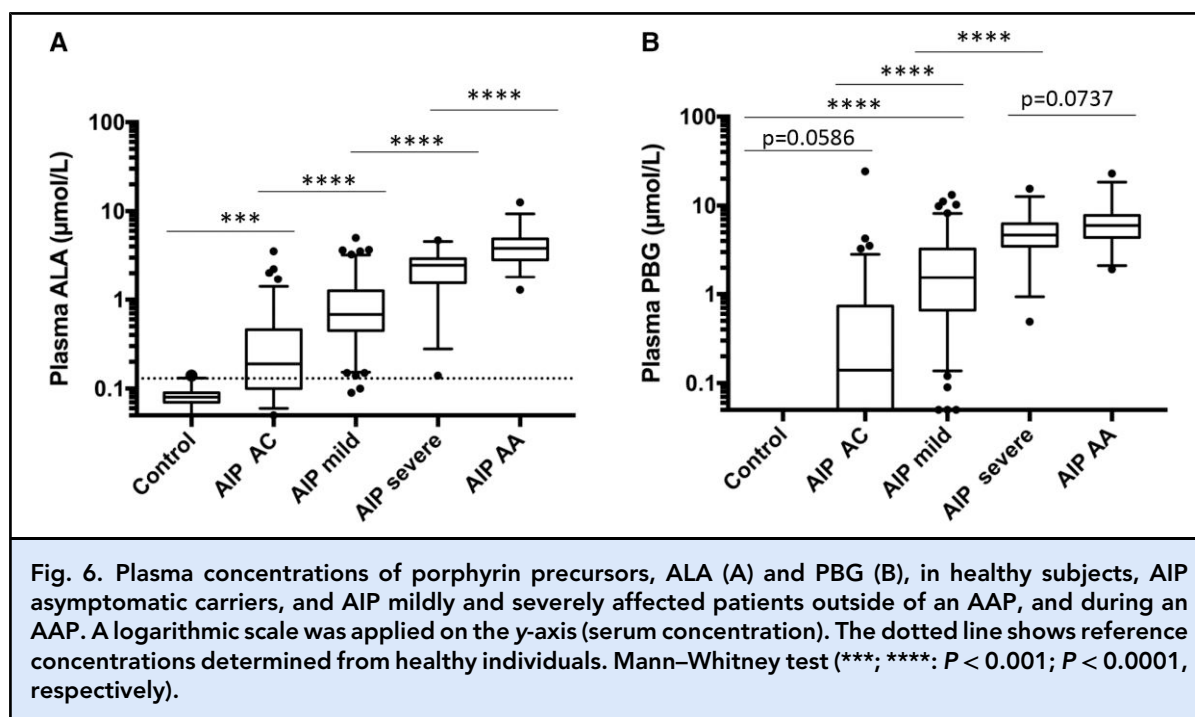 A
****
****
****
***
Plasma ALA (µmol/L)
100
10
1
0.1
Control
AIP AC
AIP mild
AIP severe
AIP AA
B
****
****
****
p=0.0586
p=0.0737
Plasma PBG (µmol/L)
100
10
1
0.1
Control
AIP AC
AIP mild
AIP severe
AIP AA
Fig. 6. Plasma concentrations of porphyrin precursors, ALA (A) and PBG (B), in healthy subjects, AIP
asymptomatic carriers, and AIP mildly and severely affected patients outside of an AAP, and during an
AAP. A logarithmic scale was applied on the y-axis (serum concentration). The dotted line shows reference
concentrations determined from healthy individuals. Mann–Whitney test (***; ****: P < 0.001; P < 0.0001,
respectively).